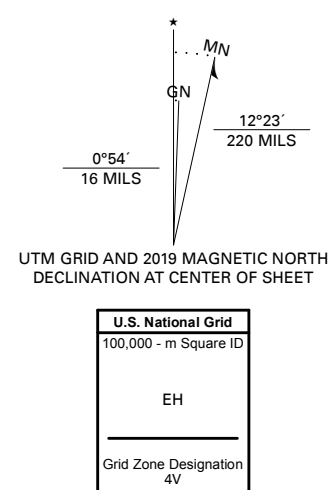 ★
MN
GN
12°23´
220 MILS
0°54´
16 MILS
UTM GRID AND 2019 MAGNETIC NORTH
DECLINATION AT CENTER OF SHEET
U.S. National Grid
100,000 - m Square ID
EH
Grid Zone Designation
4V